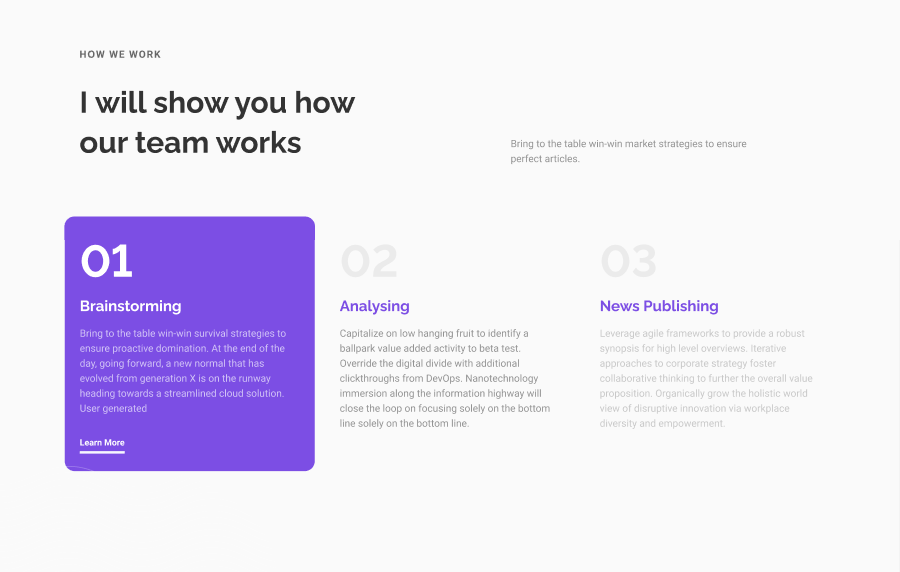 HOW WE WORK
I will show you how
our team works
Bring to the table win-win market strategies to ensure
perfect articles.
01
Brainstorming
Bring to the table win-win survival strategies to
ensure proactive domination. At the end of the
day, going forward, a new normal that has
evolved from generation X is on the runway
heading towards a streamlined cloud solution.
User generated
Learn More
02
Analysing
Capitalize on low hanging fruit to identify a
ballpark value added activity to beta test.
Override the digital divide with additional
clickthroughs from DevOps. Nanotechnology
immersion along the information highway will
close the loop on focusing solely on the bottom
line solely on the bottom line.
03
News Publishing
Leverage agile frameworks to provide a robust
synopsis for high level overviews. Iterative
approaches to corporate strategy foster
collaborative thinking to further the overall value
proposition. Organically grow the holistic world
view of disruptive innovation via workplace
diversity and empowerment.